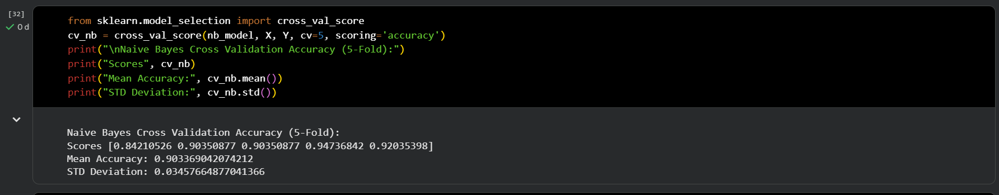 [32]
0 d
from sklearn.model_selection import cross_val_score
cv_nb = cross_val_score(nb_model, X, Y, cv=5, scoring='accuracy')
print("\nNaive Bayes Cross Validation Accuracy (5-Fold):")
print("Scores", cv_nb)
print("Mean Accuracy:", cv_nb.mean())
print("STD Deviation:", cv_nb.std())
Naive Bayes Cross Validation Accuracy (5-Fold):
Scores [0.84210526 0.90350877 0.90350877 0.94736842 0.92035398]
Mean Accuracy: 0.903369042074212
STD Deviation: 0.03457664877041366